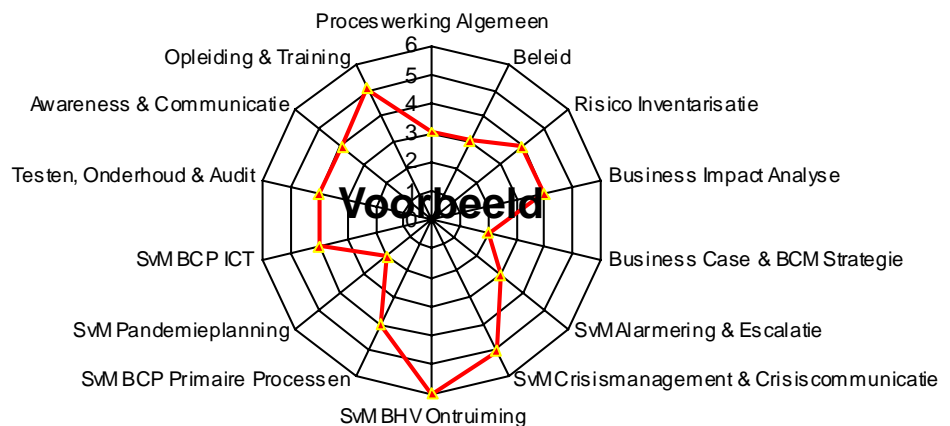 Proceswerking Algemeen
Opleiding & Training
Beleid
Awareness & Communicatie
Risico Inventarisatie
Testen, Onderhoud & Audit
Business Impact Analyse
SvM BCP ICT
Business Case & BCM Strategie
SvM Pandemieplanning
SvM Alarmering & Escalatie
SvM BCP Primaire Processen
SvM Crisismanagement & Crisiscommunicatie
SvM BHV Ontruiming
6
5
4
3
2
1
0
Voorbeeld